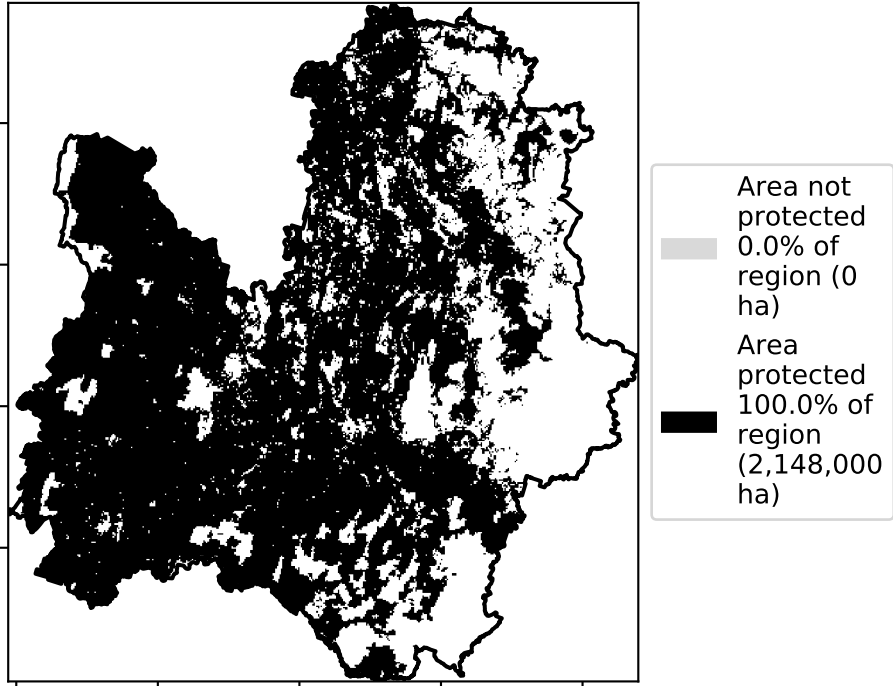 Area not
protected
0.0% of
region (0
ha)
Area
protected
100.0% of
region
(2,148,000
ha)